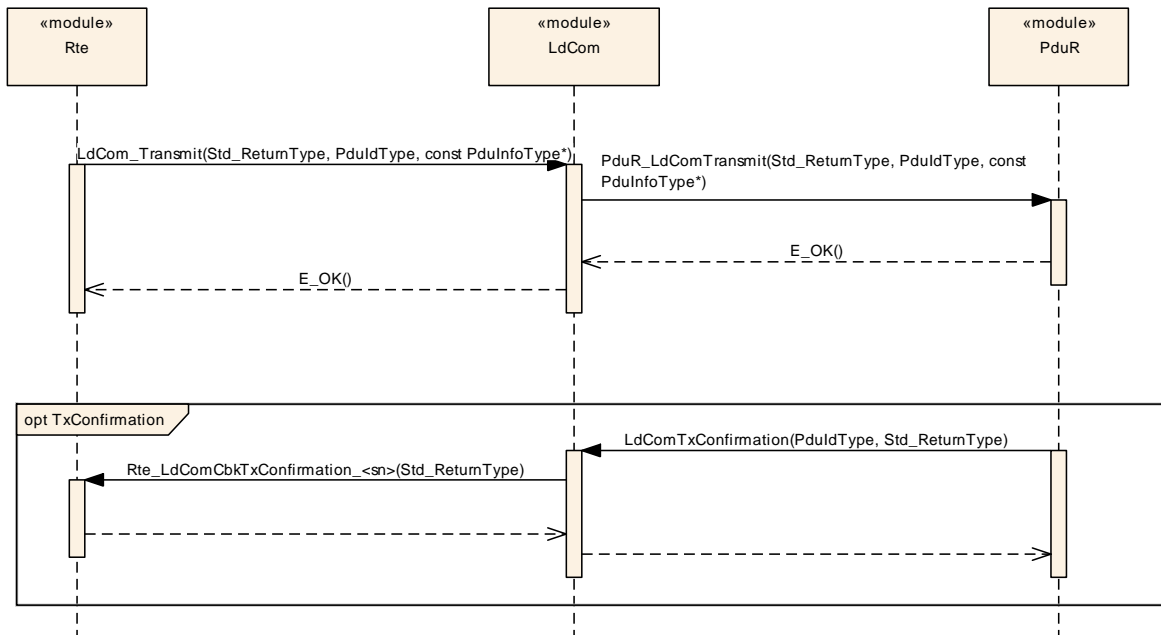 «module»
Rte
«module»
LdCom
«module»
PduR
LdCom_Transmit(Std_ReturnType, PduIdType, const PduInfoType*)
PduR_LdComTransmit(Std_ReturnType, PduIdType, const
PduInfoType*)
E_OK()
E_OK()
opt TxConfirmation
LdComTxConfirmation(PduIdType, Std_ReturnType)
Rte_LdComCbkTxConfirmation_<sn>(Std_ReturnType)